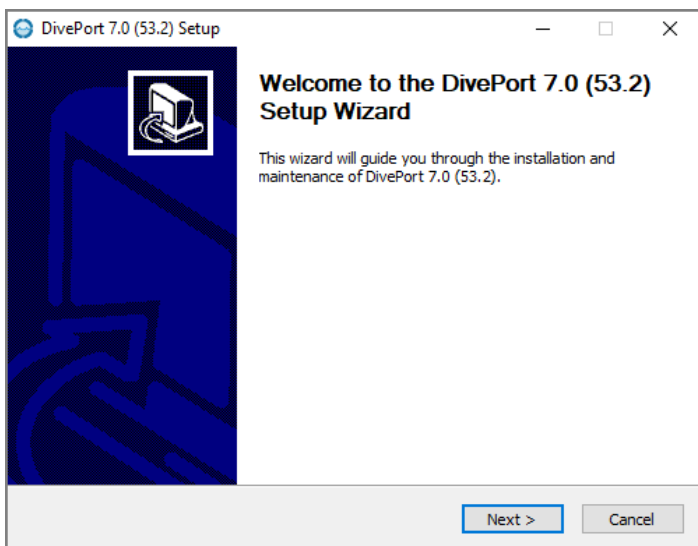 DivePort 7.0 (53.2) Setup
Welcome to the DivePort 7.0 (53.2)
Setup Wizard
This wizard will guide you through the installation and
maintenance of DivePort 7.0 (53.2).
Next >
Cancel